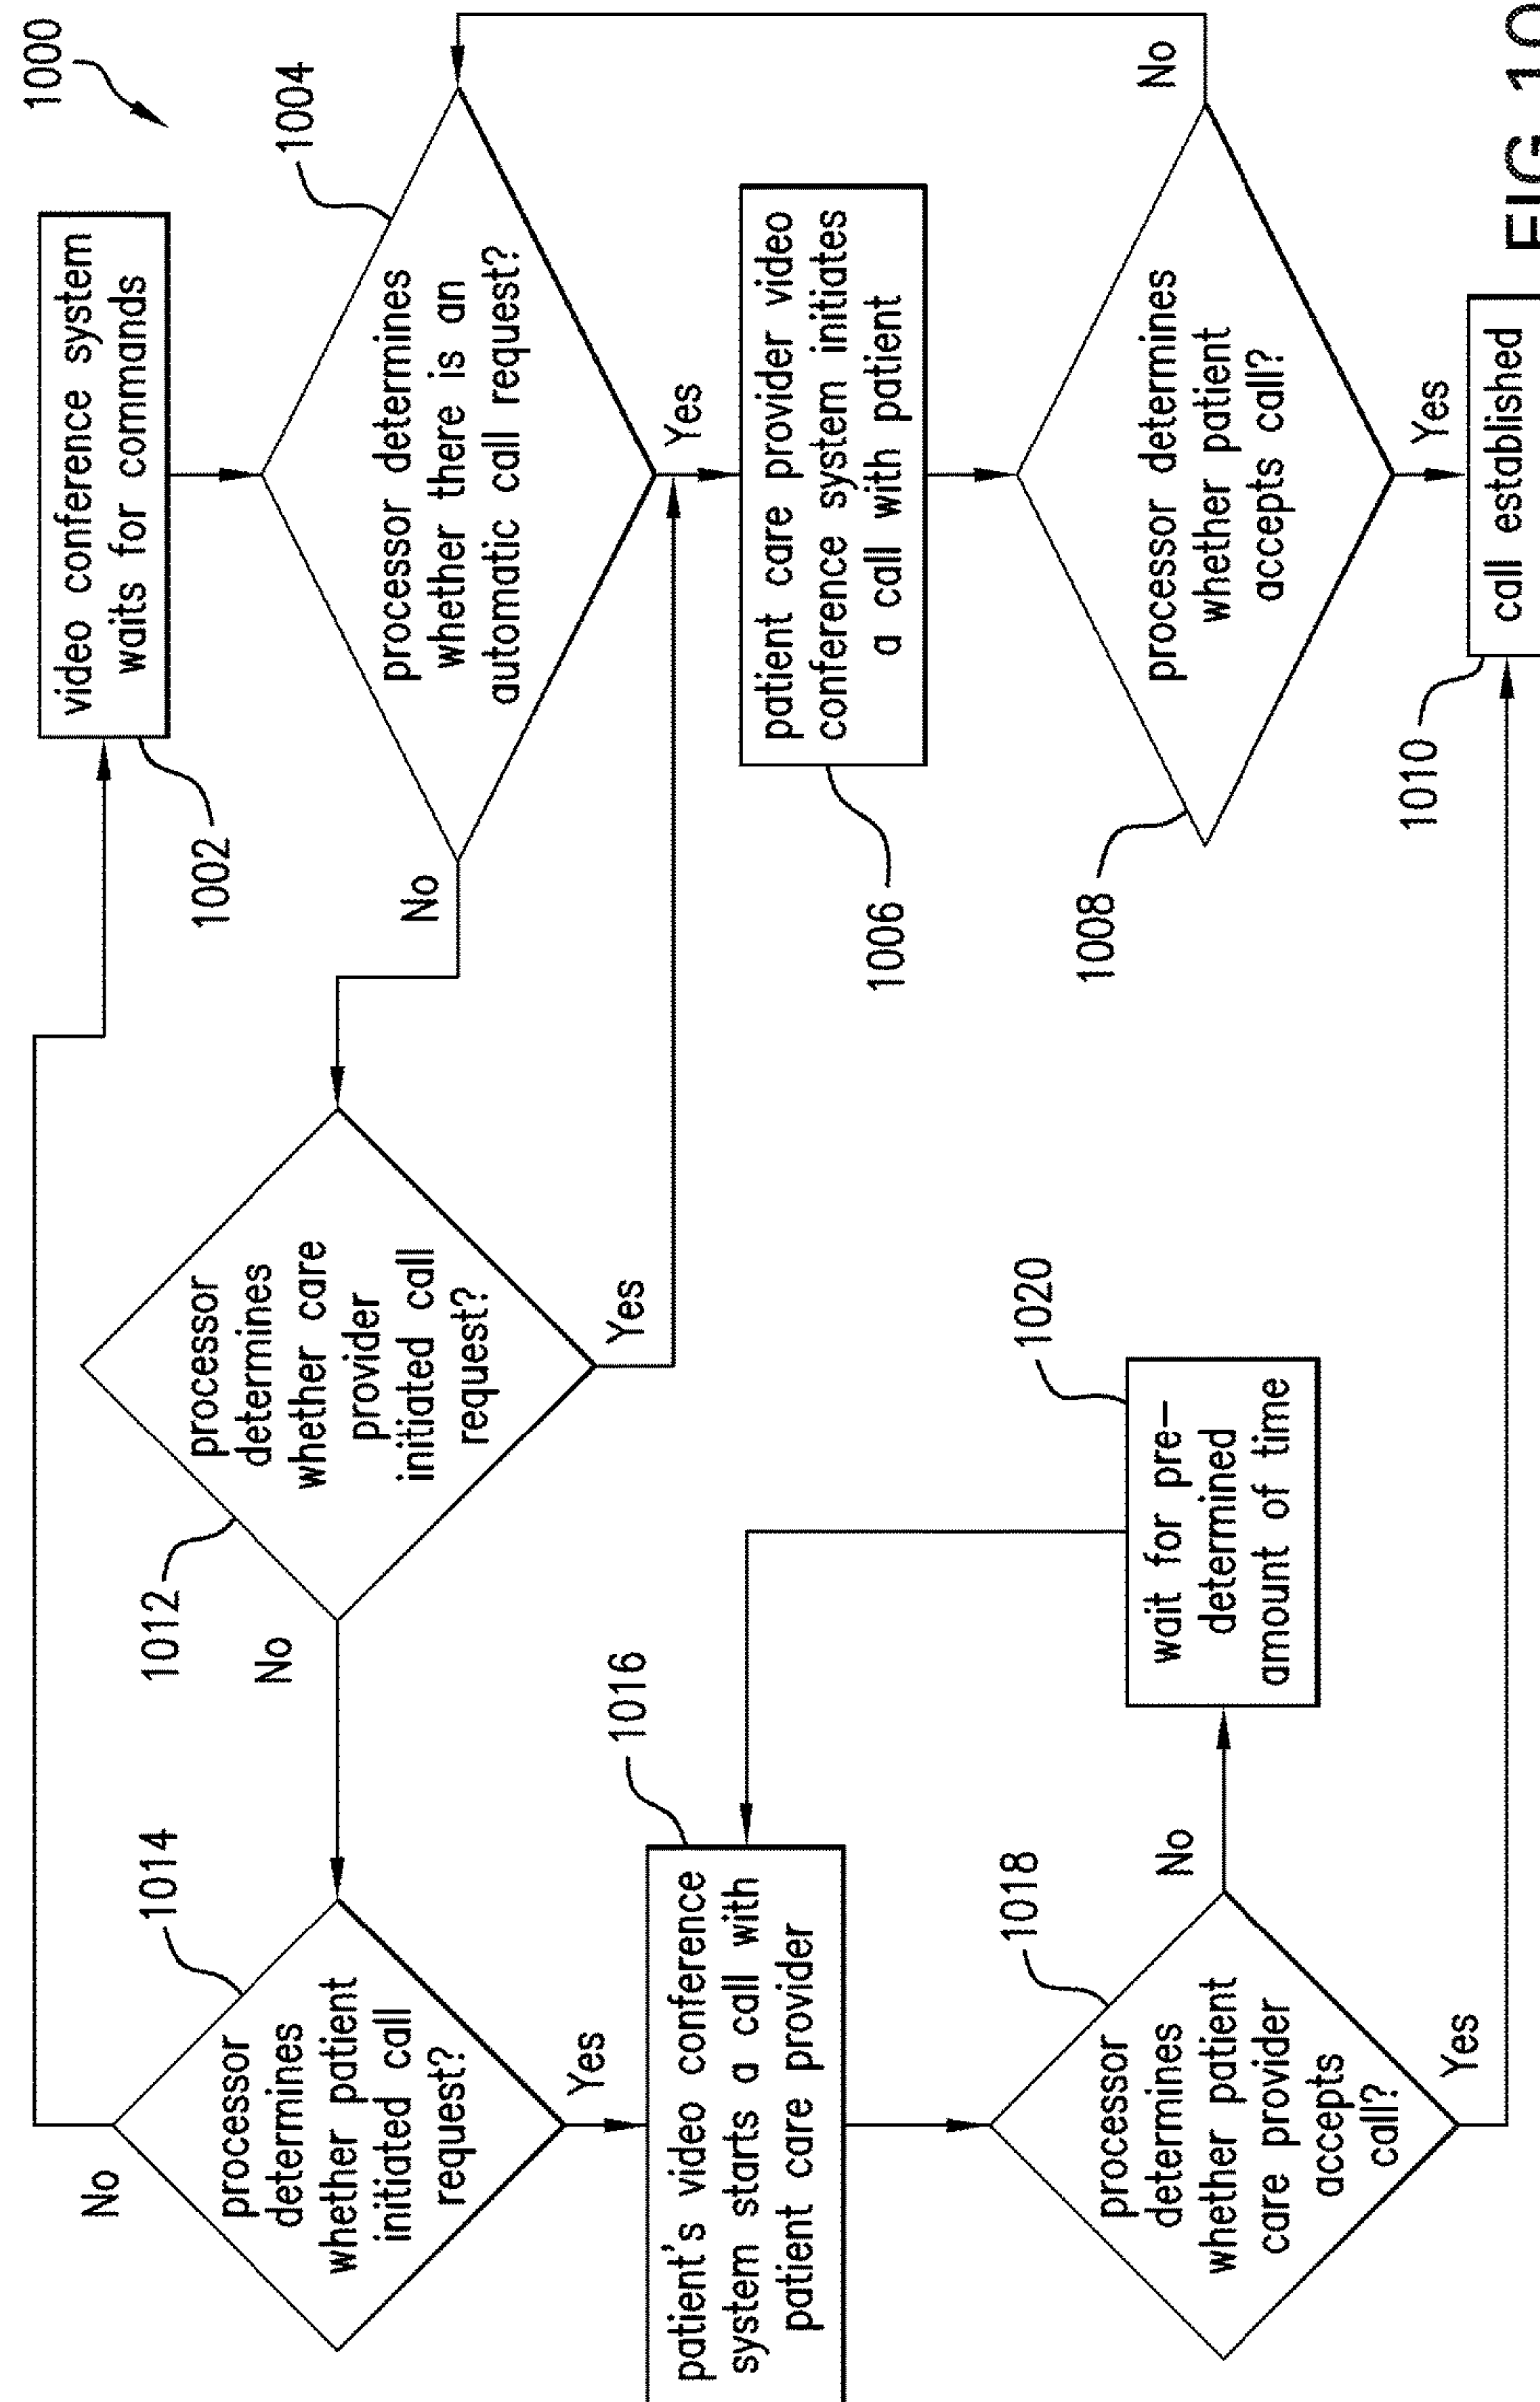 1000
video conference system
waits for commands
1002
1004
processor determines
whether there is an
automatic call request?
No
Yes
patient care provider video
conference system initiates
a call with patient
1006
processor determines
whether patient
accepts call?
1008
No
Yes
call established
1010
processor
determines
whether care
provider
initiated call
request?
1012
No
Yes
processor
determines
whether patient
initiated call
request?
1014
No
Yes
patient's video conference
system starts a call with
patient care provider
1016
processor
determines
whether patient
care provider
accepts
call?
1018
No
Yes
wait for pre-
determined
amount of time
1020
FIG. 10